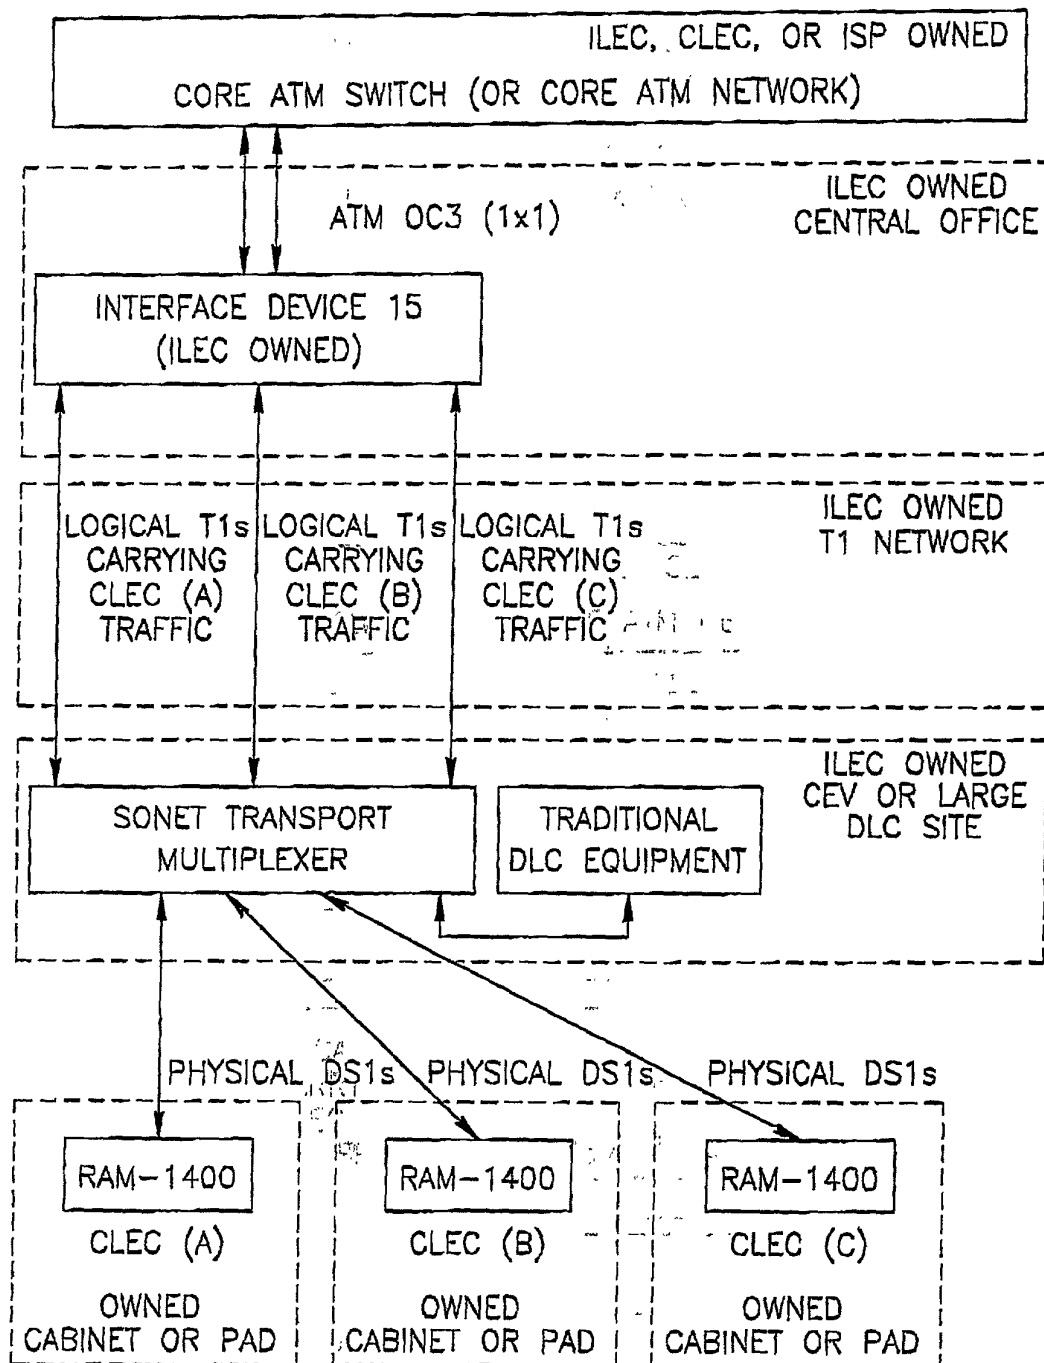 ILEC, CLEC, OR ISP OWNED
CORE ATM SWITCH (OR CORE ATM NETWORK)
ILEC OWNED
CENTRAL OFFICE
ATM OC3 (1x1)
INTERFACE DEVICE 15
(ILEC OWNED)
ILEC OWNED
T1 NETWORK
LOGICAL T1s
CARRYING
CLEC (A)
TRAFFIC
LOGICAL T1s
CARRYING
CLEC (B)
TRAFFIC
LOGICAL T1s
CARRYING
CLEC (C)
TRAFFIC
ILEC OWNED
CEV OR LARGE
DLC SITE
SONET TRANSPORT
MULTIPLEXER
TRADITIONAL
DLC EQUIPMENT
PHYSICAL DS1s
PHYSICAL DS1s
PHYSICAL DS1s
RAM-1400
CLEC (A)
OWNED
CABINET OR PAD
RAM-1400
CLEC (B)
OWNED
CABINET OR PAD
RAM-1400
CLEC (C)
OWNED
CABINET OR PAD